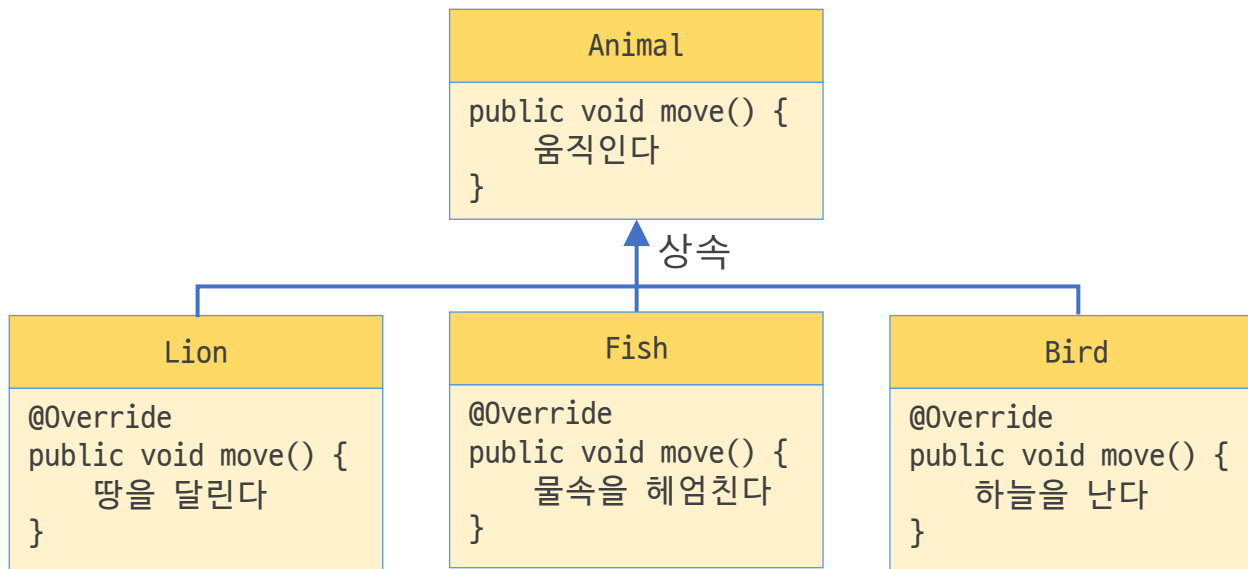 Animal
public void move() {
움직인다
}
상속
Lion
@Override
public void move() {
땅을 달린다
}
Fish
@Override
public void move() {
물속을 헤엄친다
}
Bird
@Override
public void move() {
하늘을 난다
}